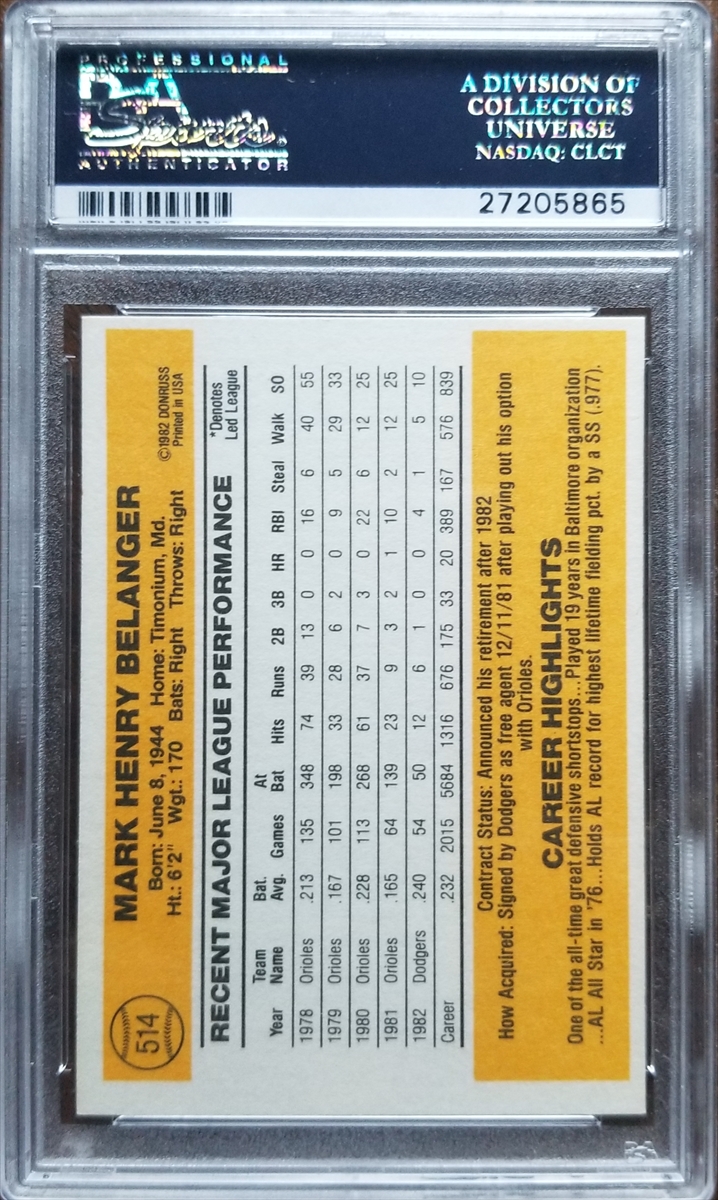 PROFESSIONAL
PSA
AUTHENTICATOR
A DIVISION OF
COLLECTORS
UNIVERSE
NASDAQ: CLCT
27205865
514
MARK HENRY BELANGER
Born: June 8, 1944 Home: Timonium, Md.
Ht.: 6'2" Wgt.: 170 Bats: Right Throws: Right
©1982 DONRUSS
Printed in USA
RECENT MAJOR LEAGUE PERFORMANCE
*Denotes
Led League
Year Team Name Bat. Avg. Games At Bat Hits Runs 2B 3B HR RBI Steal Walk SO
1978 Orioles .213 135 348 74 39 13 0 0 16 6 40 55
1979 Orioles .167 101 198 33 28 6 2 0 9 5 29 33
1980 Orioles .228 113 268 61 37 7 3 0 22 6 12 25
1981 Orioles .165 64 139 23 9 3 2 1 10 2 12 25
1982 Dodgers .240 54 50 12 6 1 0 0 4 1 5 10
Career .232 2015 5684 1316 676 175 33 20 389 167 576 839
Contract Status: Announced his retirement after 1982
How Acquired: Signed by Dodgers as free agent 12/11/81 after playing out his option
with Orioles.
CAREER HIGHLIGHTS
One of the all-time great defensive shortstops...Played 19 years in Baltimore organization
...AL All Star in '76...Holds AL record for highest lifetime fielding pct. by a SS (.977).
PSA